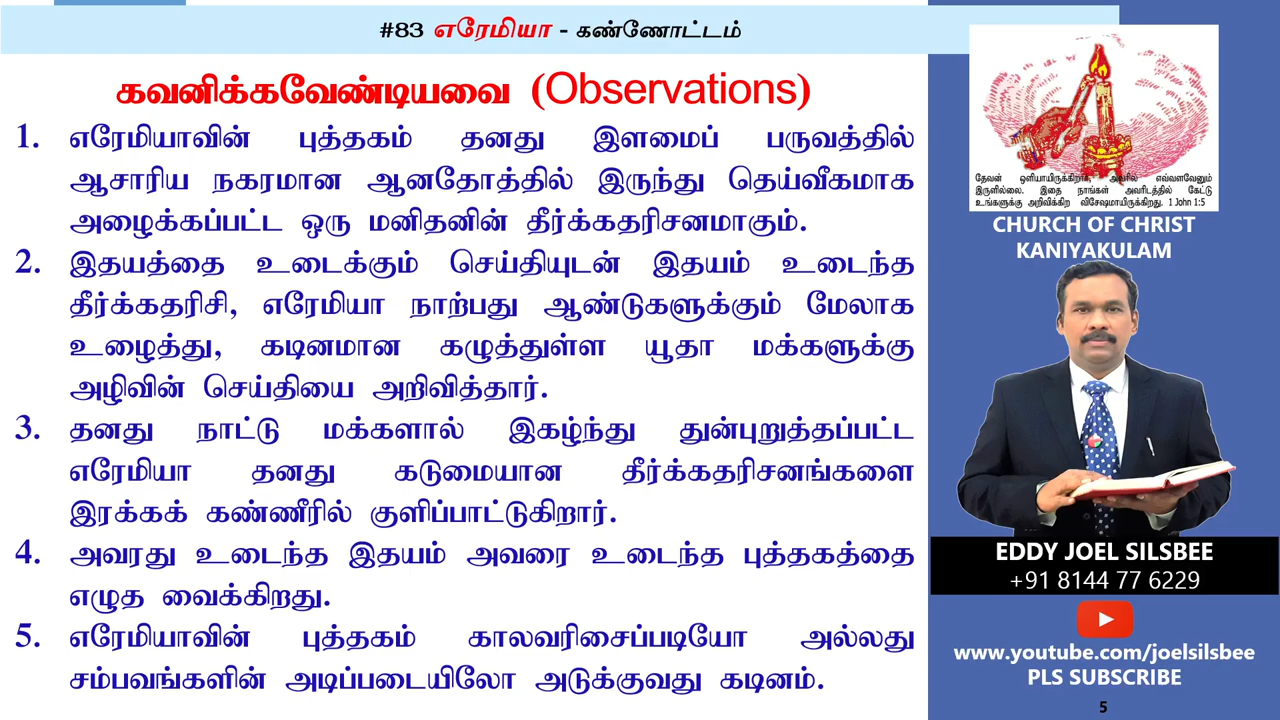 #83 எரேமியா - கண்ணோட்டம்
கவனிக்கவேண்டியவை (Observations)
1. எரேமியாவின் புத்தகம் தனது இளமைப் பருவத்தில்
ஆசாரிய நகரமான ஆனதோத்தில் இருந்து தெய்வீகமாக
அழைக்கப்பட்ட ஒரு மனிதனின் தீர்க்கதரிசனமாகும்.
2. இதயத்தை உடைக்கும் செய்தியுடன் இதயம் உடைந்த
தீர்க்கதரிசி, எரேமியா நாற்பது ஆண்டுகளுக்கும் மேலாக
உழைத்து, கடினமான கழுத்துள்ள யூதா மக்களுக்கு
அழிவின் செய்தியை அறிவித்தார்.
3. தனது நாட்டு மக்களால் இகழ்ந்து துன்புறுத்தப்பட்ட
எரேமியா தனது கடுமையான தீர்க்கதரிசனங்களை
இரக்கக் கண்ணீரில் குளிப்பாட்டுகிறார்.
4. அவரது உடைந்த இதயம் அவரை உடைந்த புத்தகத்தை
எழுத வைக்கிறது.
5. எரேமியாவின் புத்தகம் காலவரிசைப்படியோ அல்லது
சம்பவங்களின் அடிப்படையிலோ அடுக்குவது கடினம்.
தேவன் ஒளியாயிருக்கிறார், அவரில் எவ்வளவேனும்
இருளில்லை. இதை நாங்கள் அவரிடத்தில் கேட்டு
உங்களுக்கு அறிவிக்கிற விசேஷமாயிருக்கிறது. 1 John 1:5
CHURCH OF CHRIST
KANIYAKULAM
EDDY JOEL SILSBEE
+91 8144 77 6229
www.youtube.com/joelsilsbee
PLS SUBSCRIBE
5